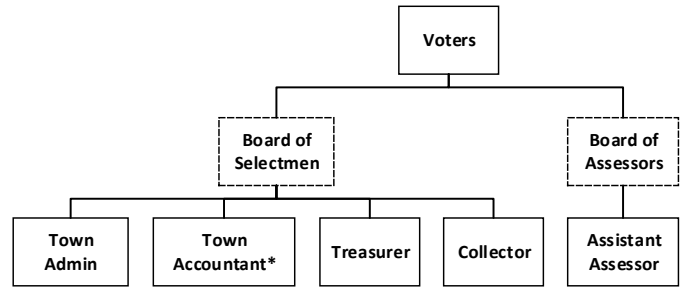 Voters
Board of
Selectmen
Board of
Assessors
Town
Admin
Town
Accountant*
Treasurer
Collector
Assistant
Assessor